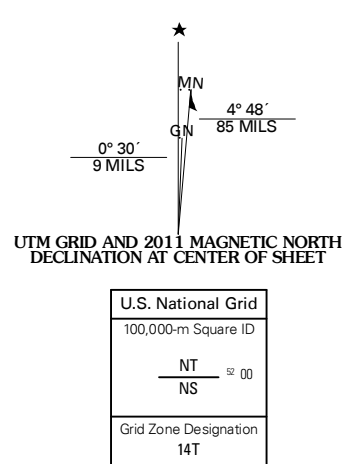 ★
MN
4° 48´
85 MILS
GN
0° 30´
9 MILS
UTM GRID AND 2011 MAGNETIC NORTH
DECLINATION AT CENTER OF SHEET
U.S. National Grid
100,000-m Square ID
NT
52 00
NS
Grid Zone Designation
14T